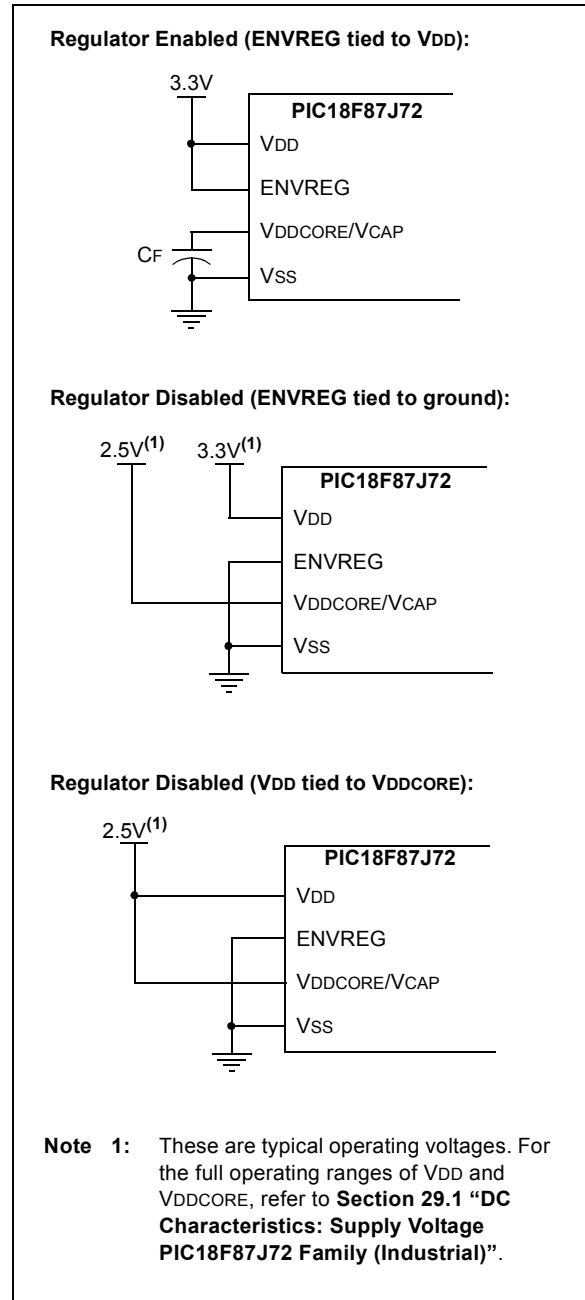 Regulator Enabled (ENVREG tied to VDD):
3.3V
PIC18F87J72
VDD
ENVREG
VDDCORE/VCAP
CF
VSS
Regulator Disabled (ENVREG tied to ground):
2.5V(1) 3.3V(1)
PIC18F87J72
VDD
ENVREG
VDDCORE/VCAP
VSS
Regulator Disabled (VDD tied to VDDCORE):
2.5V(1)
PIC18F87J72
VDD
ENVREG
VDDCORE/VCAP
VSS
Note 1: These are typical operating voltages. For
the full operating ranges of VDD and
VDDCORE, refer to Section 29.1 “DC
Characteristics: Supply Voltage
PIC18F87J72 Family (Industrial)”.